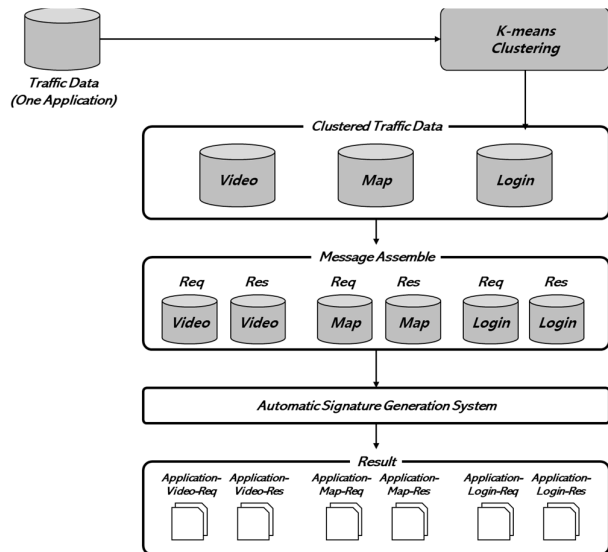 Traffic Data
(One Application)
K-means
Clustering
Clustered Traffic Data
Video
Map
Login
Message Assemble
Req
Res
Req
Res
Req
Res
Video
Video
Map
Map
Login
Login
Automatic Signature Generation System
Result
Application-
Video-Req
Application-
Video-Res
Application-
Map-Req
Application-
Map-Res
Application-
Login-Req
Application-
Login-Res